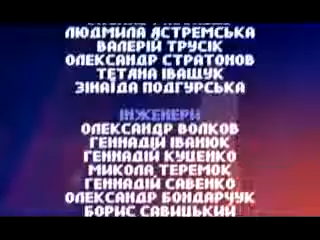 ЛЮДМИЛА ЯСТРЕМСЬКА
ВАЛЕРІЙ ТРУСІК
ОЛЕКСАНДР СТРАТОНОВ
ТЕТЯНА ІВАЩУК
ЗІНАЇДА ПОДГУРСЬКА
ІНЖЕНЕРИ
ОЛЕКСАНДР ВОЛКОВ
ГЕННАДІЙ ІВАНЮК
ГЕННАДІЙ КУЦЕНКО
МИКОЛА ТЕРЕМОК
ГЕННАДІЙ САВЕНКО
ОЛЕКСАНДР БОНДАРЧУК
БОРИС САВИЦЬКИЙ